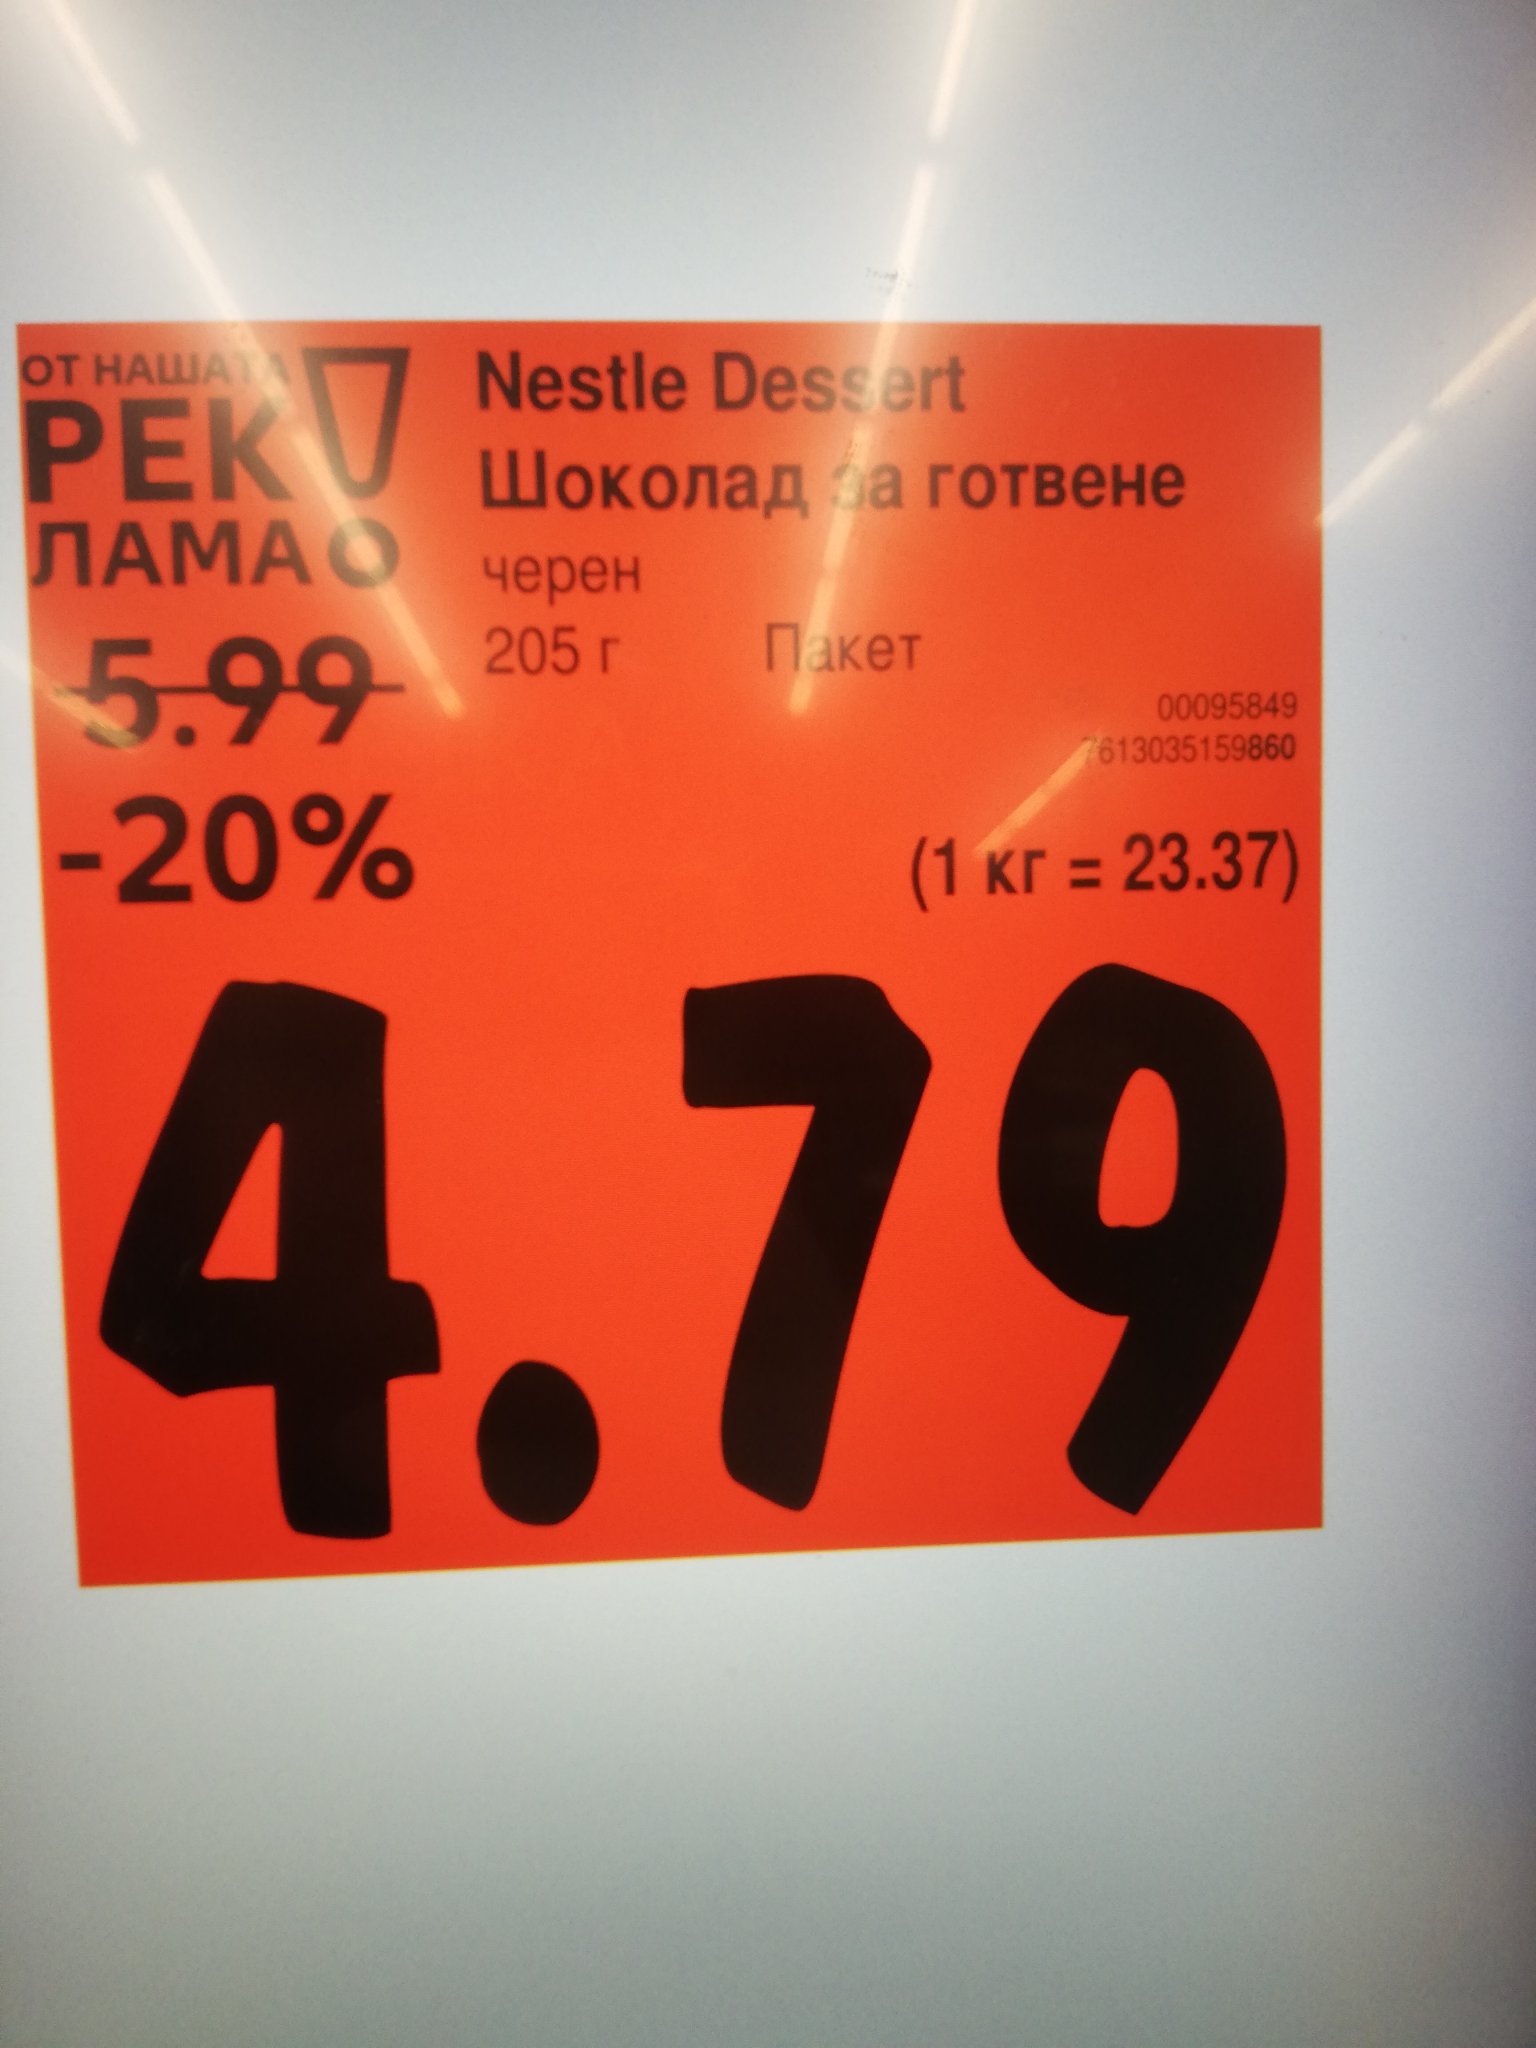 ОТ НАШАТА
РЕК
ЛАМА
5.99
-20%
Nestle Dessert
Шоколад за готвене
черен
205 г Пакет
00095849
7613035159860
(1 кг = 23.37)
4.79